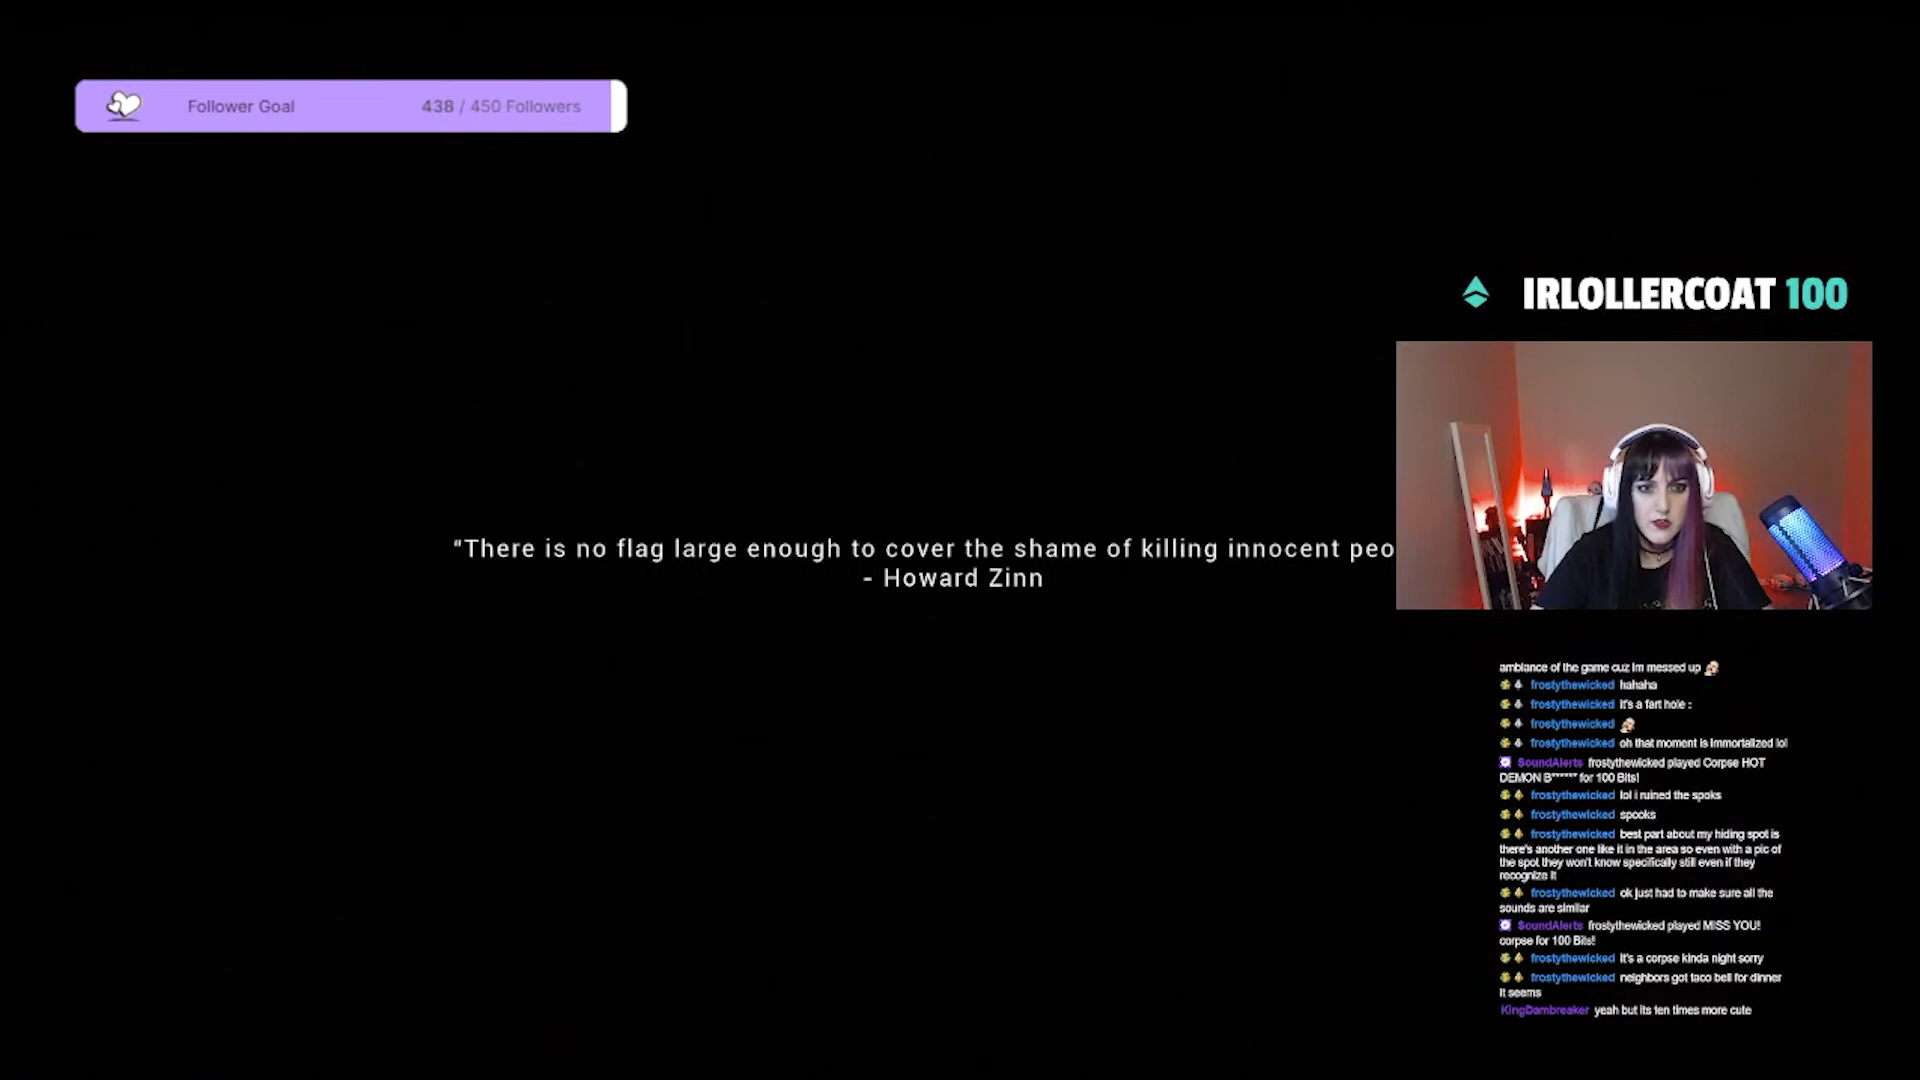 Follower Goal 438 / 450 Followers
IRLOLLERCOAT 100
“There is no flag large enough to cover the shame of killing innocent peo
- Howard Zinn
ambiance of the game cuz im messed up
frostythewicked hahaha
frostythewicked it's a fart hole :
frostythewicked
frostythewicked oh that moment is immortalized lol
SoundAlerts frostythewicked played Corpse HOT
DEMON B****** for 100 Bits!
frostythewicked lol i ruined the spoks
frostythewicked spooks
frostythewicked best part about my hiding spot is
there's another one like it in the area so even with a pic of
the spot they won't know specifically still even if they
recognize it
frostythewicked ok just had to make sure all the
sounds are similar
SoundAlerts frostythewicked played MISS YOU!
corpse for 100 Bits!
frostythewicked it's a corpse kinda night sorry
frostythewicked neighbors got taco bell for dinner
it seems
KingDambreaker yeah but its ten times more cute